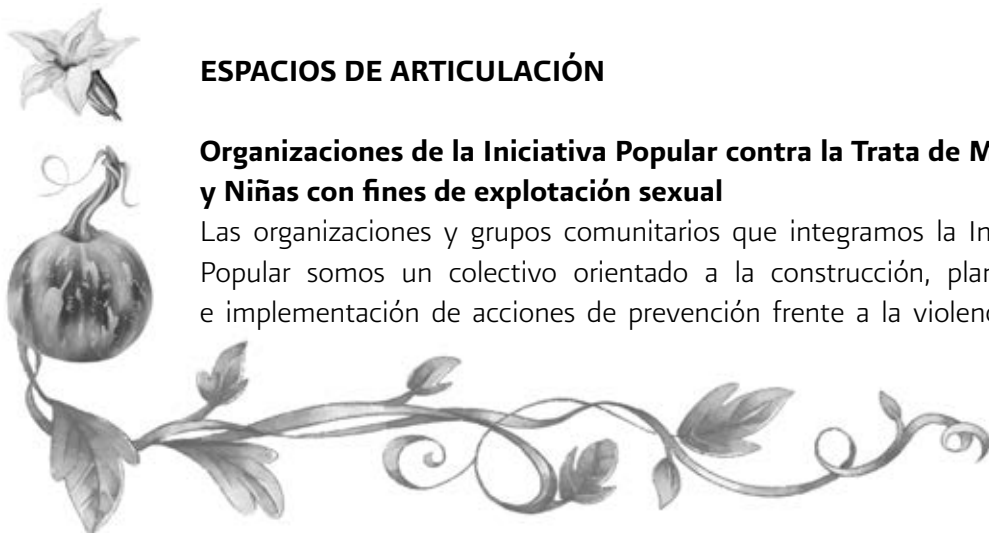 ESPACIOS DE ARTICULACIÓN
Organizaciones de la Iniciativa Popular contra la Trata de M
y Niñas con fines de explotación sexual
Las organizaciones y grupos comunitarios que integramos la In
Popular somos un colectivo orientado a la construcción, plan
e implementación de acciones de prevención frente a la violenc